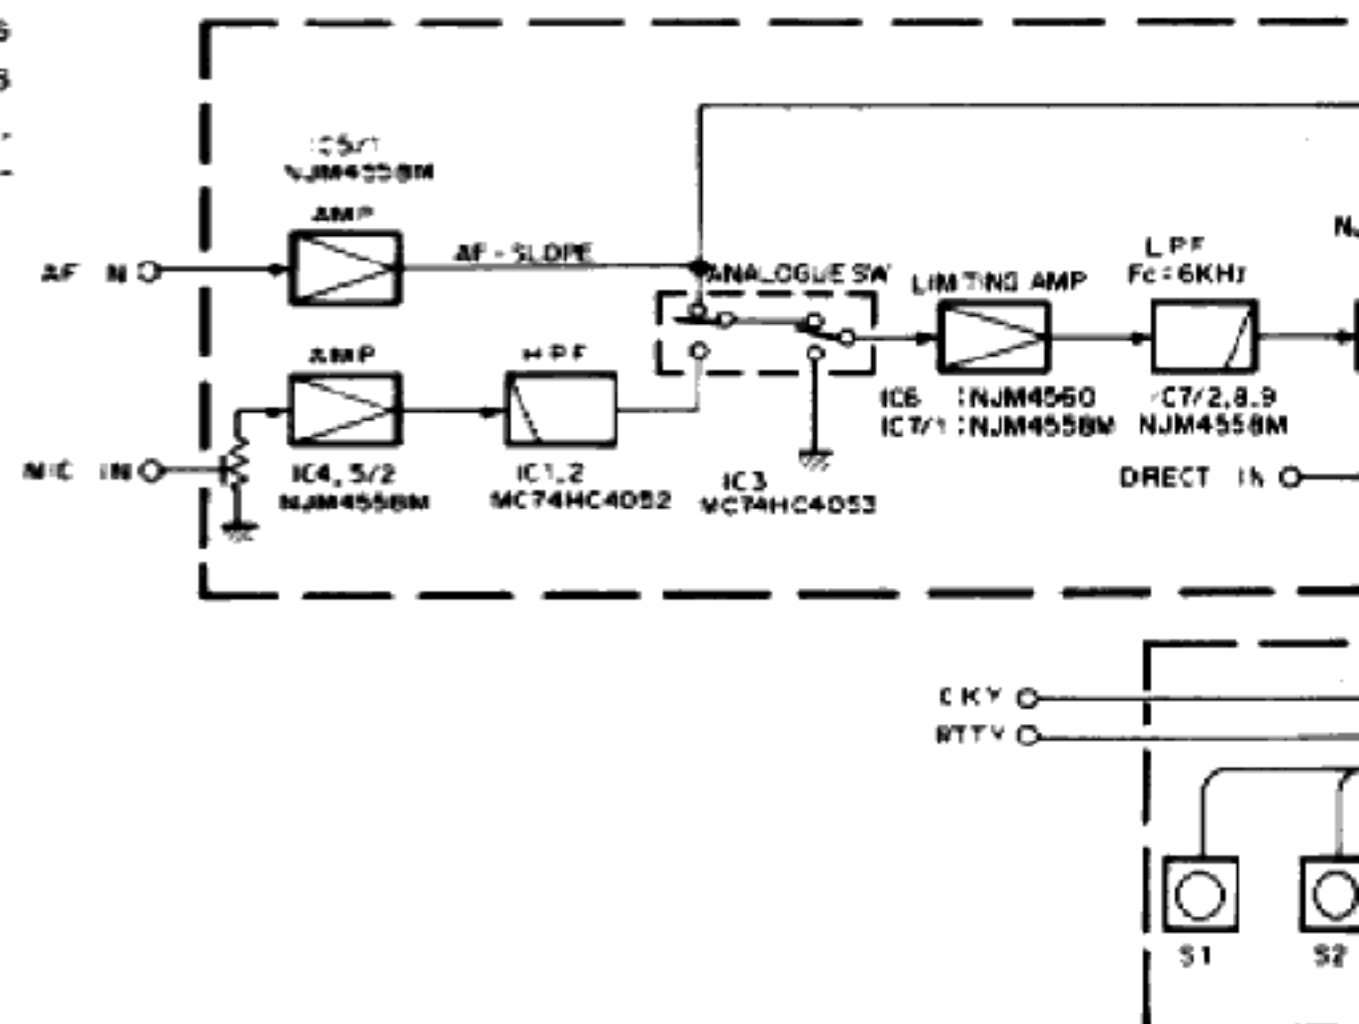 IC5/1
NJM4558M
AMP
AF IN
AF-SLOPE
ANALOGUE SW
LIMITING AMP
LPF
Fc=6KHz
AMP
HPF
IC6 :NJM4560
IC7/1 :NJM4558M
IC7/2,8,9
NJM4558M
MIC IN
IC4,5/2
NJM4558M
IC1,2
MC74HC4052
IC3
MC74HC4053
DIRECT IN
CKY
RTTY
S1
S2